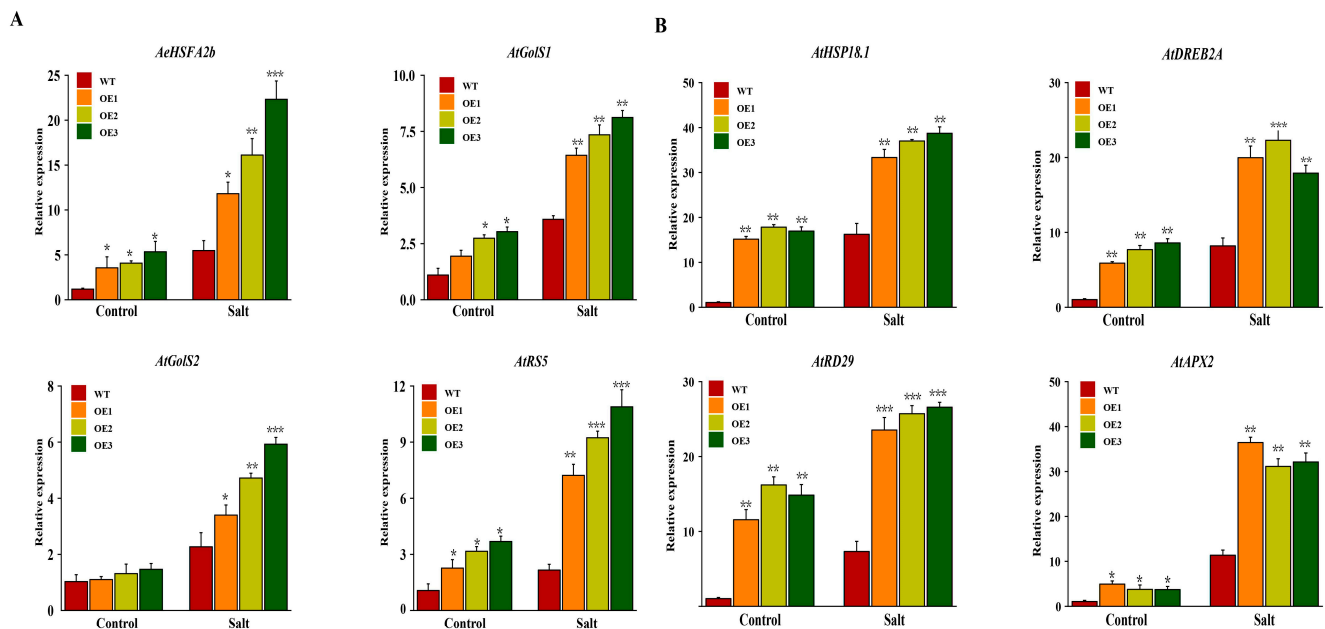 A
B
AeHSFA2b
Relative expression
25
20
15
10
5
0
WT
OE1
OE2
OE3
*
*
*
*
**
***
Control
Salt
AtGolS1
Relative expression
10.0
7.5
5.0
2.5
0.0
WT
OE1
OE2
OE3
*
*
**
**
**
Control
Salt
AtHSP18.1
Relative expression
50
40
30
20
10
0
WT
OE1
OE2
OE3
**
**
**
**
**
**
Control
Salt
AtDREB2A
Relative expression
30
20
10
0
WT
OE1
OE2
OE3
**
**
**
**
***
**
Control
Salt
AtGolS2
Relative expression
8
6
4
2
0
WT
OE1
OE2
OE3
*
**
***
Control
Salt
AtRS5
Relative expression
12
9
6
3
0
WT
OE1
OE2
OE3
*
*
*
**
***
***
Control
Salt
AtRD29
Relative expression
30
20
10
WT
OE1
OE2
OE3
**
**
**
***
***
***
Control
Salt
AtAPX2
Relative expression
50
40
30
20
10
0
WT
OE1
OE2
OE3
*
*
*
**
**
**
Control
Salt